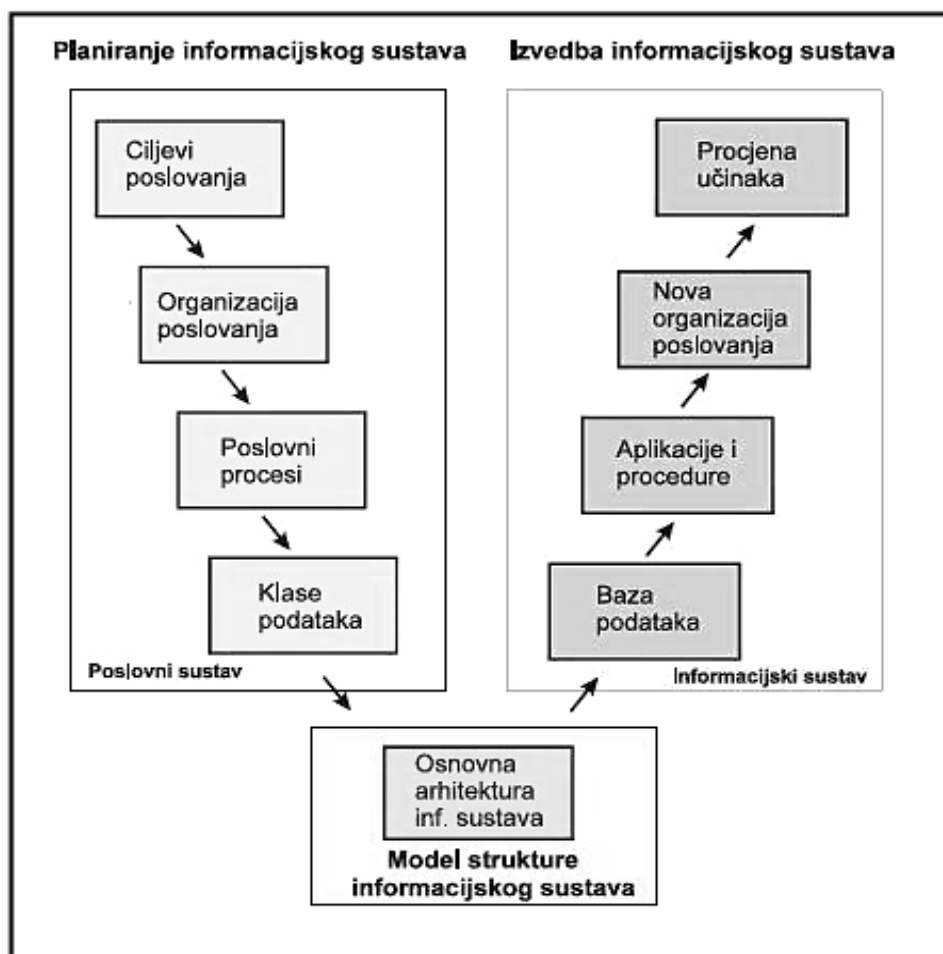 Planiranje informacijskog sustava
Ciljevi
poslovanja
Organizacija
poslovanja
Poslovni
procesi
Klase
podataka
Poslovni sustav
Izvedba informacijskog sustava
Procjena
učinaka
Nova
organizacija
poslovanja
Aplikacije i
procedure
Baza
podataka
Informacijski sustav
Osnovna
arhitektura
inf. sustava
Model strukture
informacijskog sustava